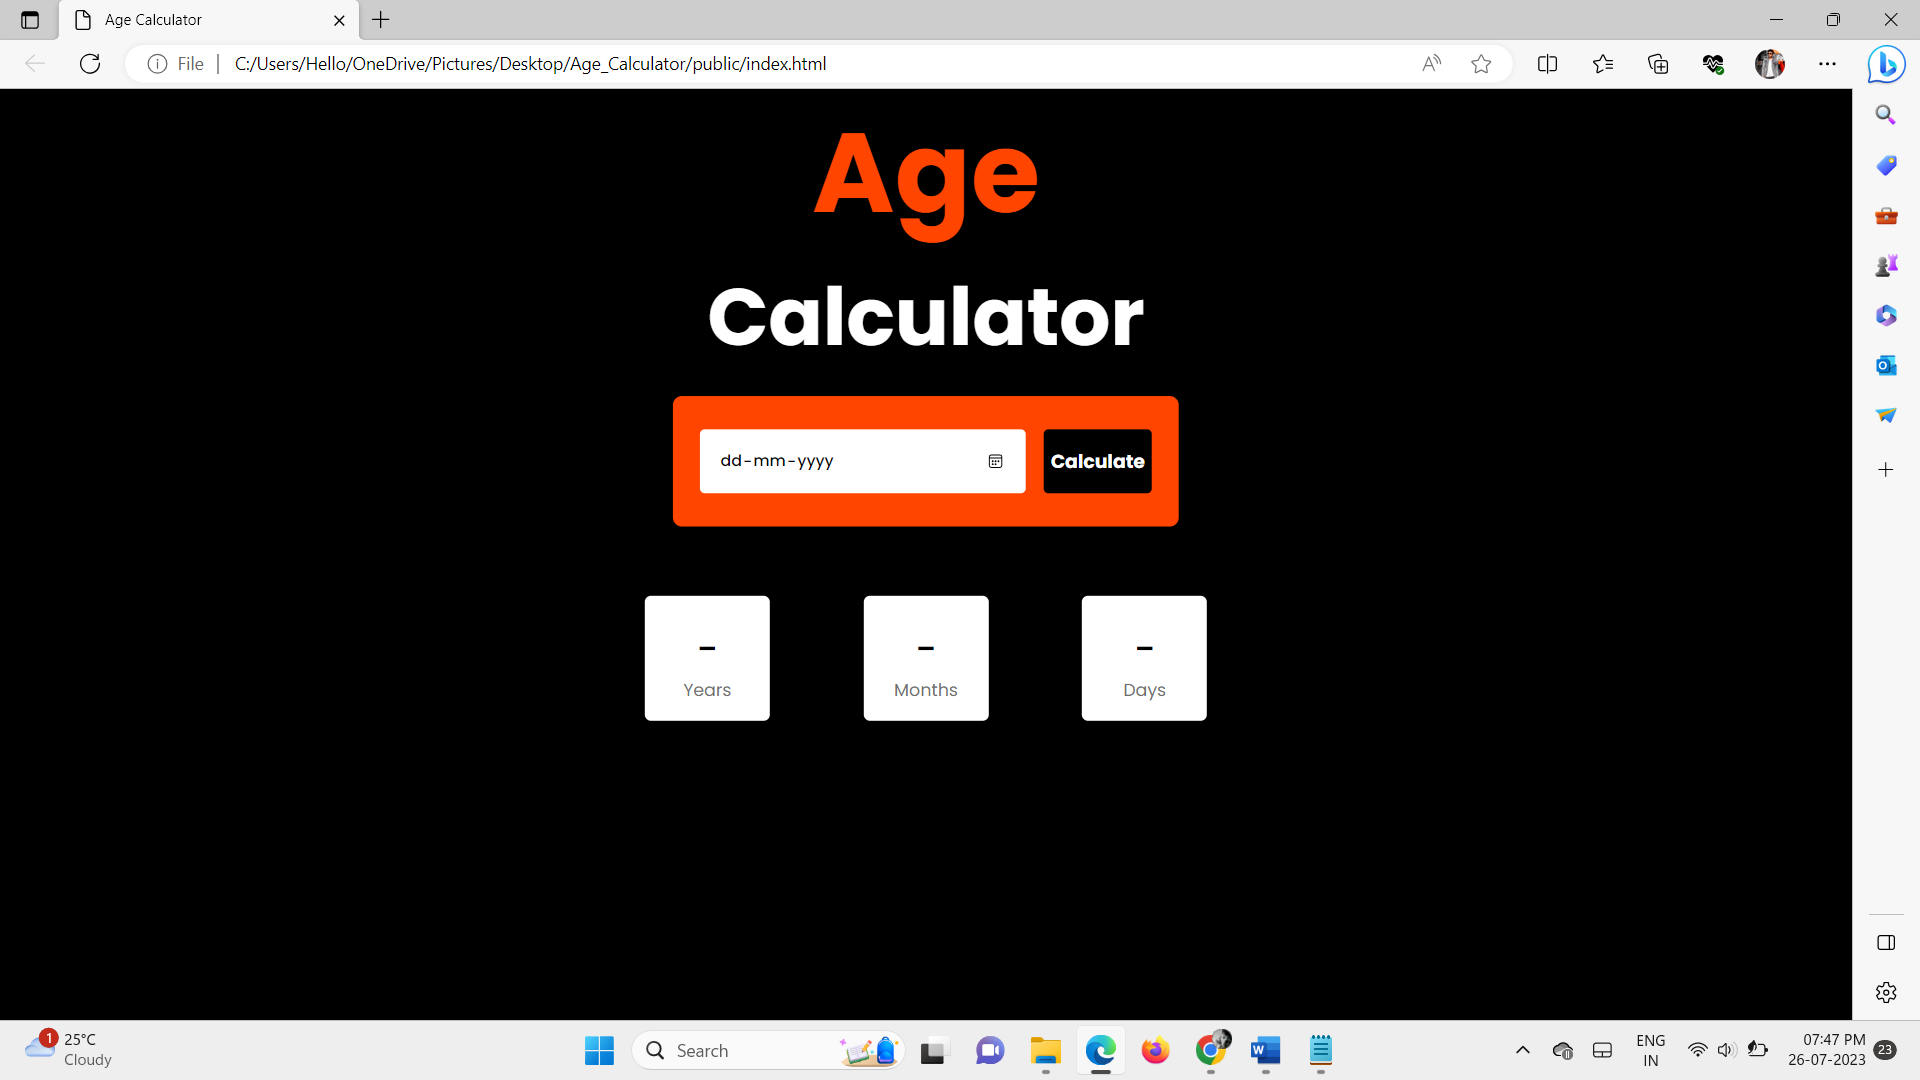 Age Calculator
File
C:/Users/Hello/OneDrive/Pictures/Desktop/Age_Calculator/public/index.html
Age
Calculator
dd-mm-yyyy
Calculate
-
-
-
Years
Months
Days
1
25°C
Cloudy
Search
ENG
IN
07:47 PM
26-07-2023
23